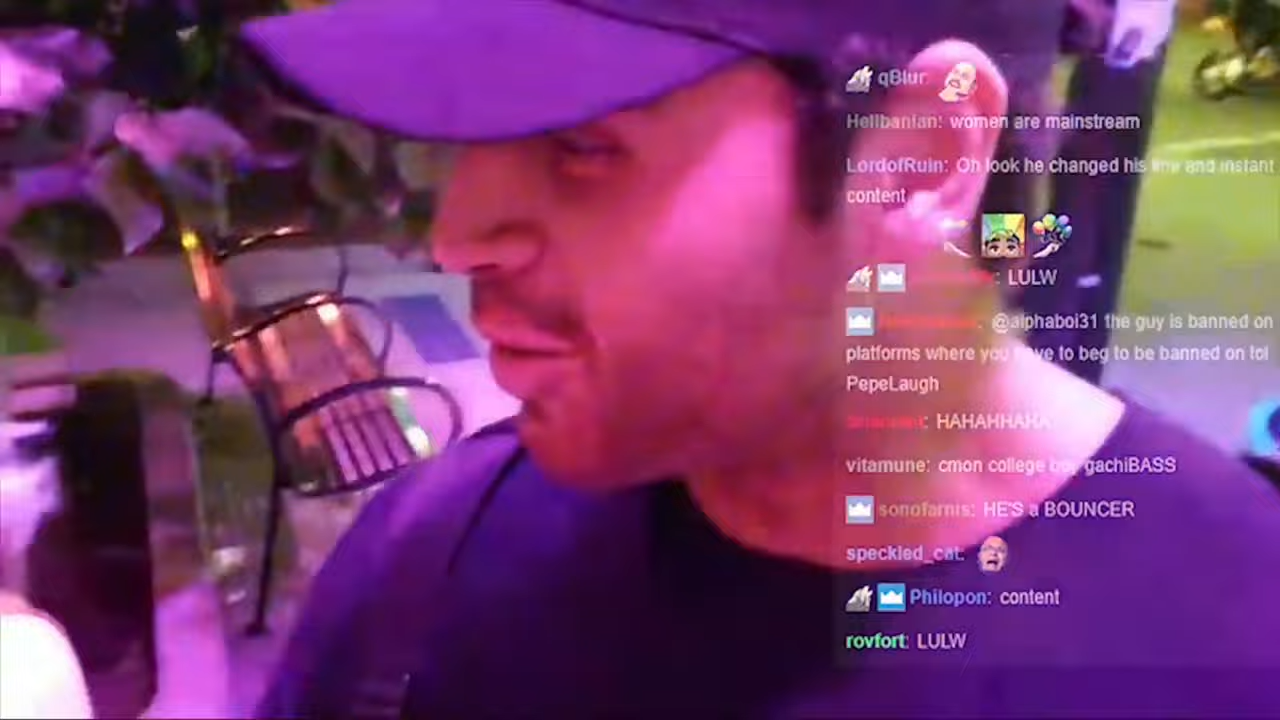 qBlur:
Hellbanian: women are mainstream
LordofRuin: Oh look he changed his and instant
content
: LULW
: @alphaboi31 the guy is banned on
platforms where you to beg to be banned on lol
PepeLaugh
: HAHAHHAHA
vitamune: cmon college boy gachiBASS
sonofarnis: HE'S a BOUNCER
speckled_cat:
Philopon: content
rovfort: LULW